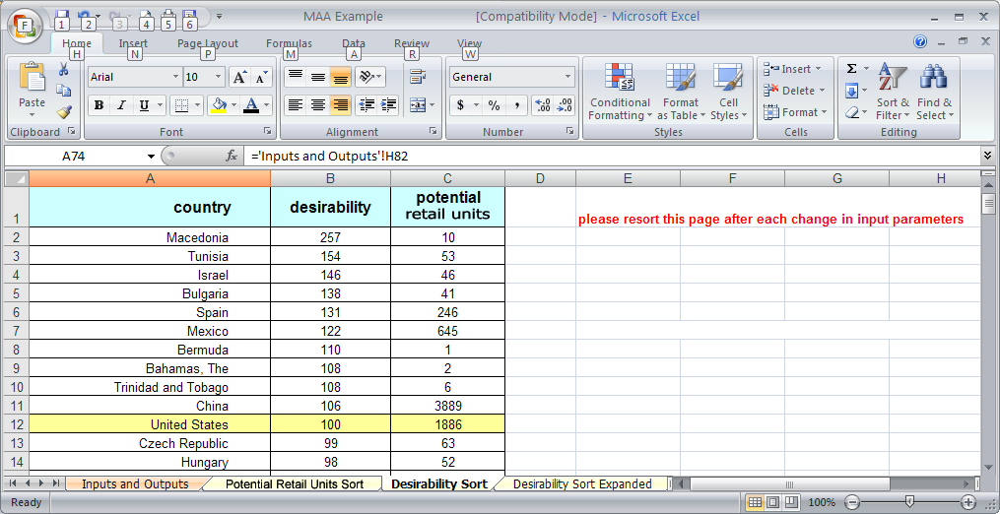 MAA Example [Compatibility Mode] - Microsoft Excel
F 1 2 3 4 5 6
Home Insert Page Layout Formulas Data Review View
H N P M A R W
Paste Arial 10 A A General Conditional Formatting Format as Table Cell Styles Insert Delete Format Σ Sort & Filter Find & Select
B I U A $ % , .0 .00 .00 .0
Clipboard Font Alignment Number Styles Cells Editing
A74 fx ='Inputs and Outputs'!H82
A B C D E F G H
1 country desirability potential retail units please resort this page after each change in input parameters
2 Macedonia 257 10
3 Tunisia 154 53
4 Israel 146 46
5 Bulgaria 138 41
6 Spain 131 246
7 Mexico 122 645
8 Bermuda 110 1
9 Bahamas, The 108 2
10 Trinidad and Tobago 108 6
11 China 106 3889
12 United States 100 1886
13 Czech Republic 99 63
14 Hungary 98 52
Inputs and Outputs Potential Retail Units Sort Desirability Sort Desirability Sort Expanded
Ready 100%